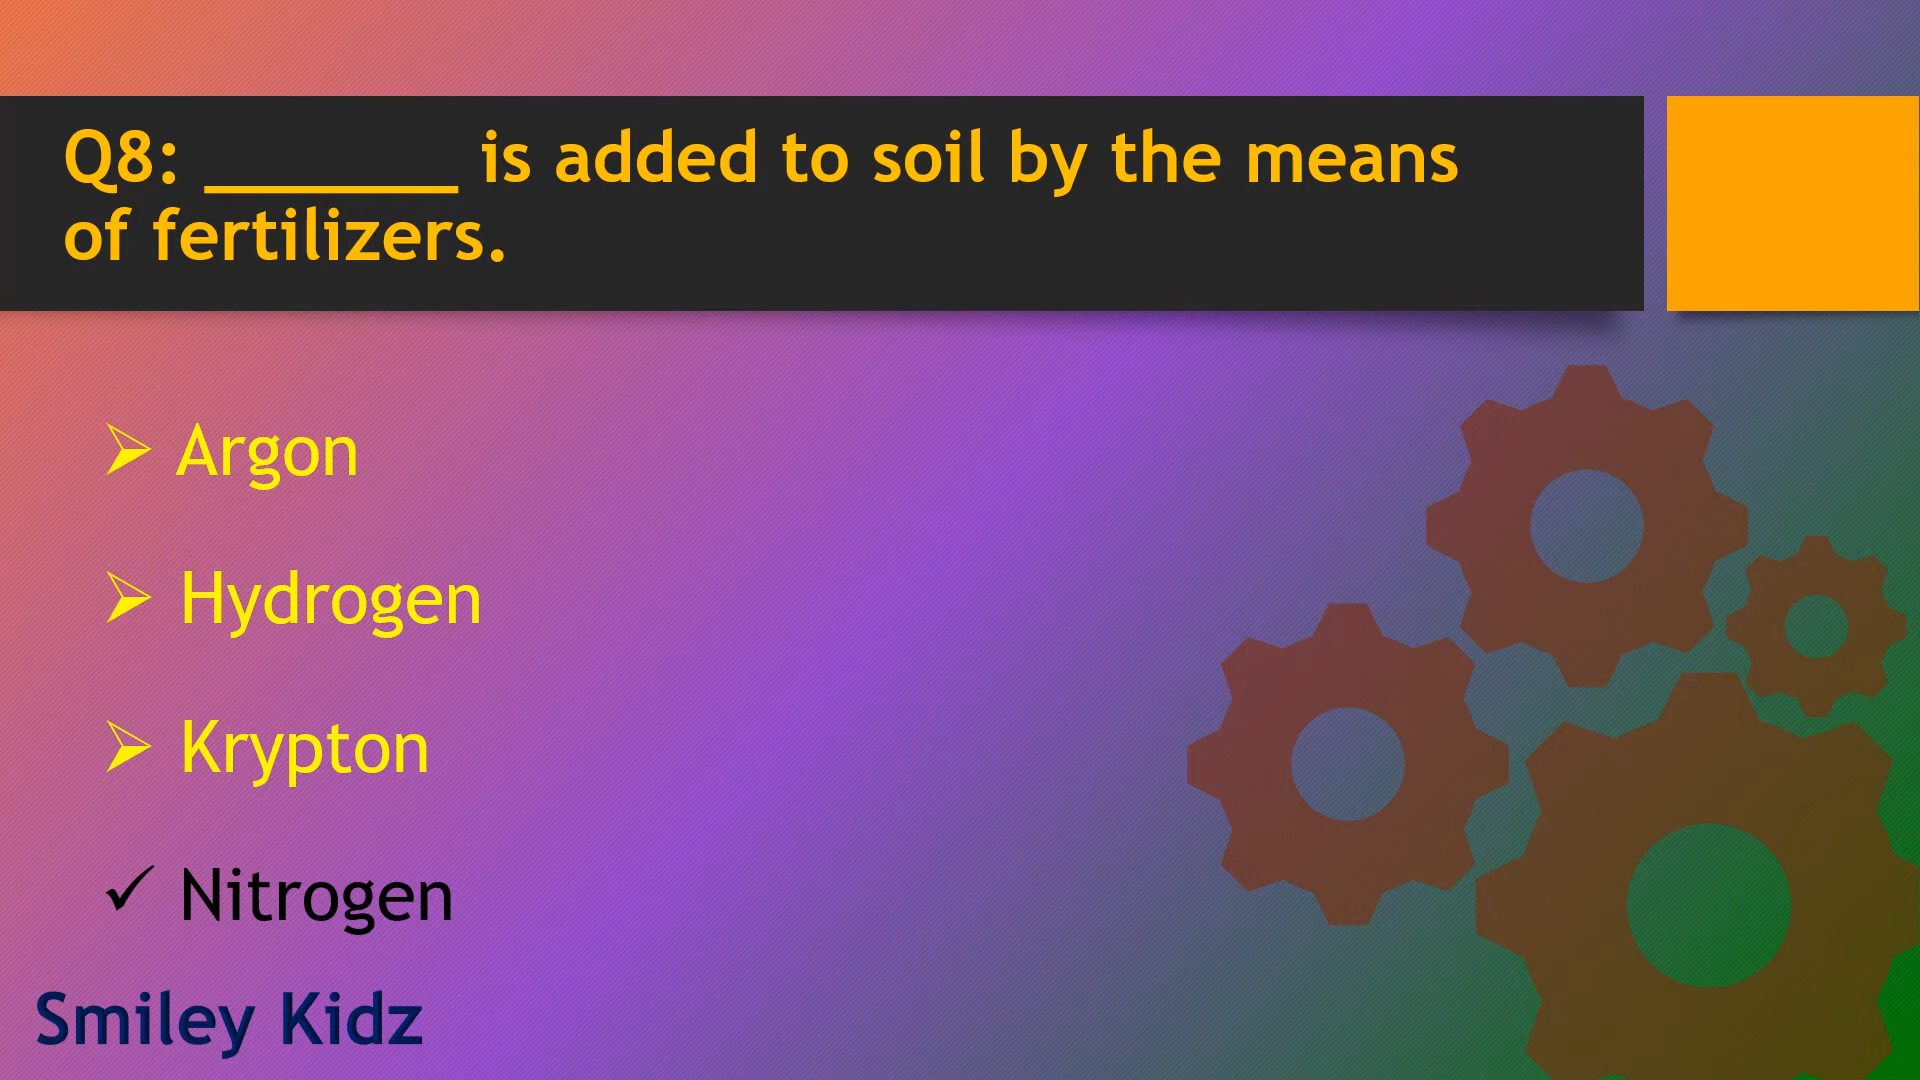 Q8: _______ is added to soil by the means
of fertilizers.
Argon
Hydrogen
Krypton
Nitrogen
Smiley Kidz